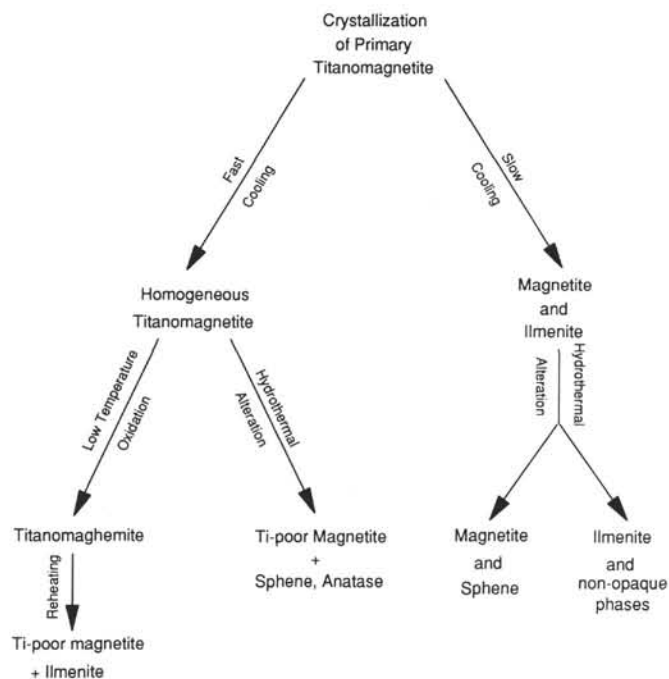 Crystallization
of Primary
Titanomagnetite
Fast
Cooling
Slow
Cooling
Homogeneous
Titanomagnetite
Magnetite
and
Ilmenite
Low Temperature
Oxidation
Hydrothermal
Alteration
Hydrothermal
Alteration
Titanomaghemite
Ti-poor Magnetite
+
Sphene, Anatase
Magnetite
and
Sphene
Ilmenite
and
non-opaque
phases
Reheating
Ti-poor magnetite
+ Ilmenite